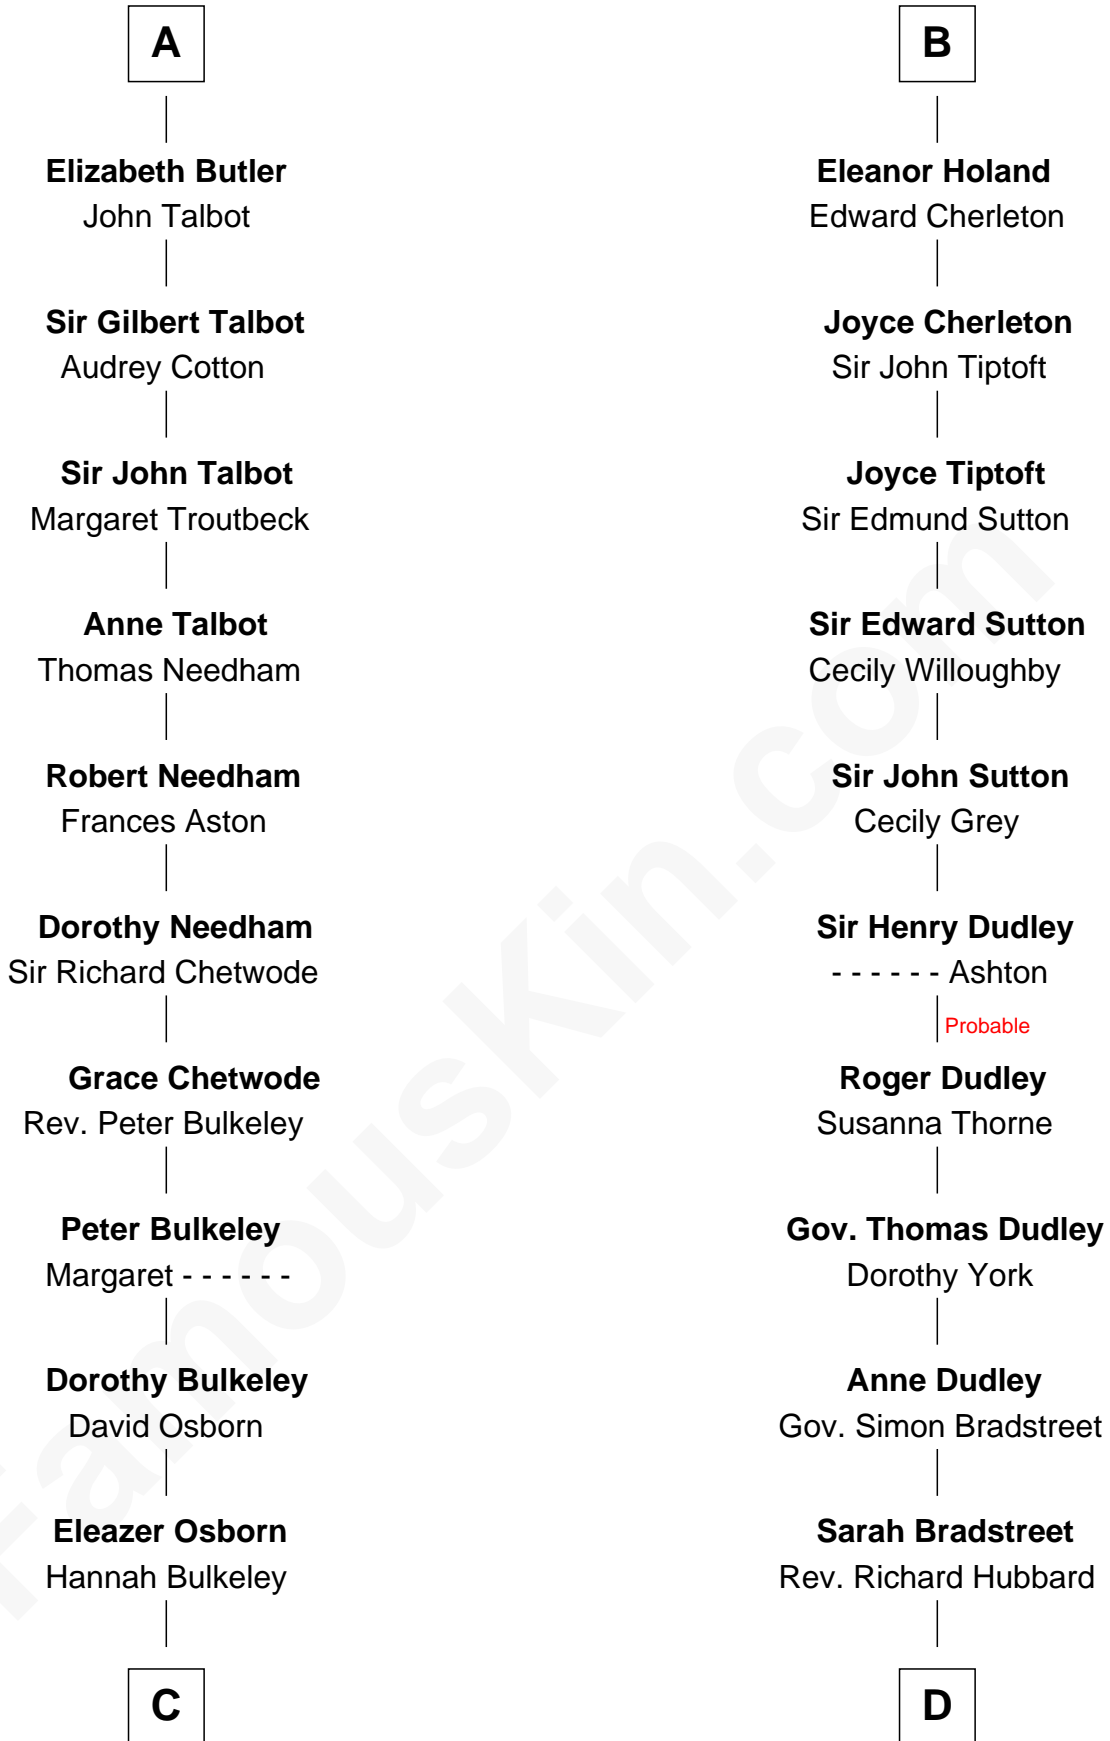 A
Elizabeth Butler
John Talbot
Sir Gilbert Talbot
Audrey Cotton
Sir John Talbot
Margaret Troutbeck
Anne Talbot
Thomas Needham
Robert Needham
Frances Aston
Dorothy Needham
Sir Richard Chetwode
Grace Chetwode
Rev. Peter Bulkeley
Peter Bulkeley
Margaret - - - - - -
Dorothy Bulkeley
David Osborn
Eleazer Osborn
Hannah Bulkeley
C
B
Eleanor Holand
Edward Cherleton
Joyce Cherleton
Sir John Tiptoft
Joyce Tiptoft
Sir Edmund Sutton
Sir Edward Sutton
Cecily Willoughby
Sir John Sutton
Cecily Grey
Sir Henry Dudley
- - - - - - Ashton
Probable
Roger Dudley
Susanna Thorne
Gov. Thomas Dudley
Dorothy York
Anne Dudley
Gov. Simon Bradstreet
Sarah Bradstreet
Rev. Richard Hubbard
D
FamousKin.com